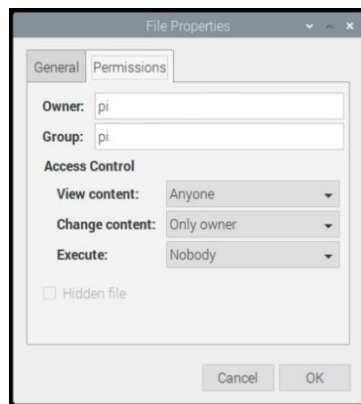 File Properties
General Permissions
Owner: pi
Group: pi
Access Control
View content: Anyone
Change content: Only owner
Execute: Nobody
Hidden file
Cancel OK